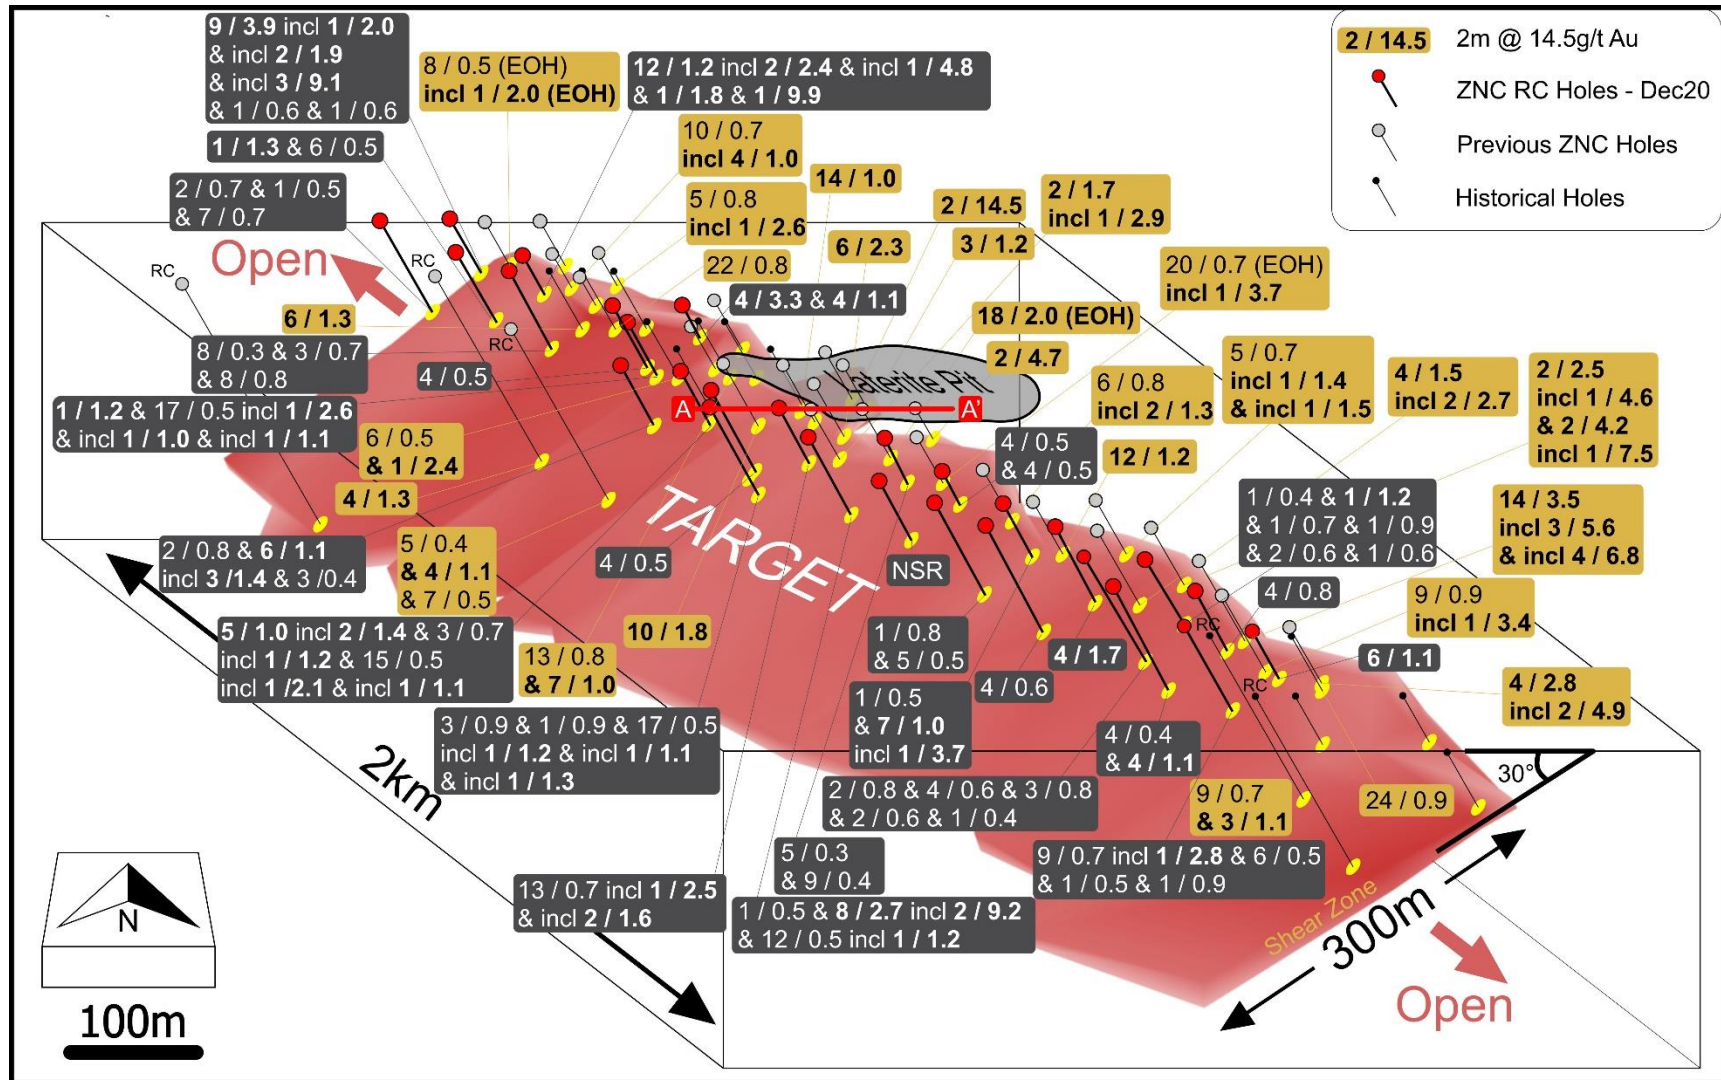 9 / 3.9 incl 1 / 2.0
& incl 2 / 1.9
& incl 3 / 9.1
& 1 / 0.6 & 1 / 0.6
8 / 0.5 (EOH)
incl 1 / 2.0 (EOH)
12 / 1.2 incl 2 / 2.4 & incl 1 / 4.8
& 1 / 1.8 & 1 / 9.9
2 / 14.5
2m @ 14.5g/t Au
ZNC RC Holes - Dec20
Previous ZNC Holes
Historical Holes
1 / 1.3 & 6 / 0.5
10 / 0.7
incl 4 / 1.0
2 / 0.7 & 1 / 0.5
& 7 / 0.7
14 / 1.0
5 / 0.8
incl 1 / 2.6
2 / 14.5
2 / 1.7
incl 1 / 2.9
Open
RC
RC
6 / 2.3
3 / 1.2
22 / 0.8
20 / 0.7 (EOH)
incl 1 / 3.7
4 / 3.3 & 4 / 1.1
6 / 1.3
RC
18 / 2.0 (EOH)
8 / 0.3 & 3 / 0.7
& 8 / 0.8
4 / 0.5
Laterite Pit
2 / 4.7
5 / 0.7
incl 1 / 1.4
& incl 1 / 1.5
4 / 1.5
incl 2 / 2.7
2 / 2.5
incl 1 / 4.6
& 2 / 4.2
incl 1 / 7.5
6 / 0.8
incl 2 / 1.3
1 / 1.2 & 17 / 0.5 incl 1 / 2.6
& incl 1 / 1.0 & incl 1 / 1.1
A
A'
6 / 0.5
& 1 / 2.4
4 / 0.5
& 4 / 0.5
12 / 1.2
4 / 1.3
TARGET
1 / 0.4 & 1 / 1.2
& 1 / 0.7 & 1 / 0.9
& 2 / 0.6 & 1 / 0.6
14 / 3.5
incl 3 / 5.6
& incl 4 / 6.8
2 / 0.8 & 6 / 1.1
incl 3 /1.4 & 3 /0.4
5 / 0.4
& 4 / 1.1
& 7 / 0.5
4 / 0.5
NSR
4 / 0.8
9 / 0.9
incl 1 / 3.4
5 / 1.0 incl 2 / 1.4 & 3 / 0.7
incl 1 / 1.2 & 15 / 0.5
incl 1 /2.1 & incl 1 / 1.1
10 / 1.8
1 / 0.8
& 5 / 0.5
4 / 1.7
RC
6 / 1.1
13 / 0.8
& 7 / 1.0
4 / 0.6
RC
4 / 2.8
incl 2 / 4.9
1 / 0.5
& 7 / 1.0
incl 1 / 3.7
3 / 0.9 & 1 / 0.9 & 17 / 0.5
incl 1 / 1.2 & incl 1 / 1.1
& incl 1 / 1.3
4 / 0.4
& 4 / 1.1
30°
2km
2 / 0.8 & 4 / 0.6 & 3 / 0.8
& 2 / 0.6 & 1 / 0.4
9 / 0.7
& 3 / 1.1
24 / 0.9
5 / 0.3
& 9 / 0.4
9 / 0.7 incl 1 / 2.8 & 6 / 0.5
& 1 / 0.5 & 1 / 0.9
13 / 0.7 incl 1 / 2.5
& incl 2 / 1.6
1 / 0.5 & 8 / 2.7 incl 2 / 9.2
& 12 / 0.5 incl 1 / 1.2
Shear Zone
300m
Open
N
100m